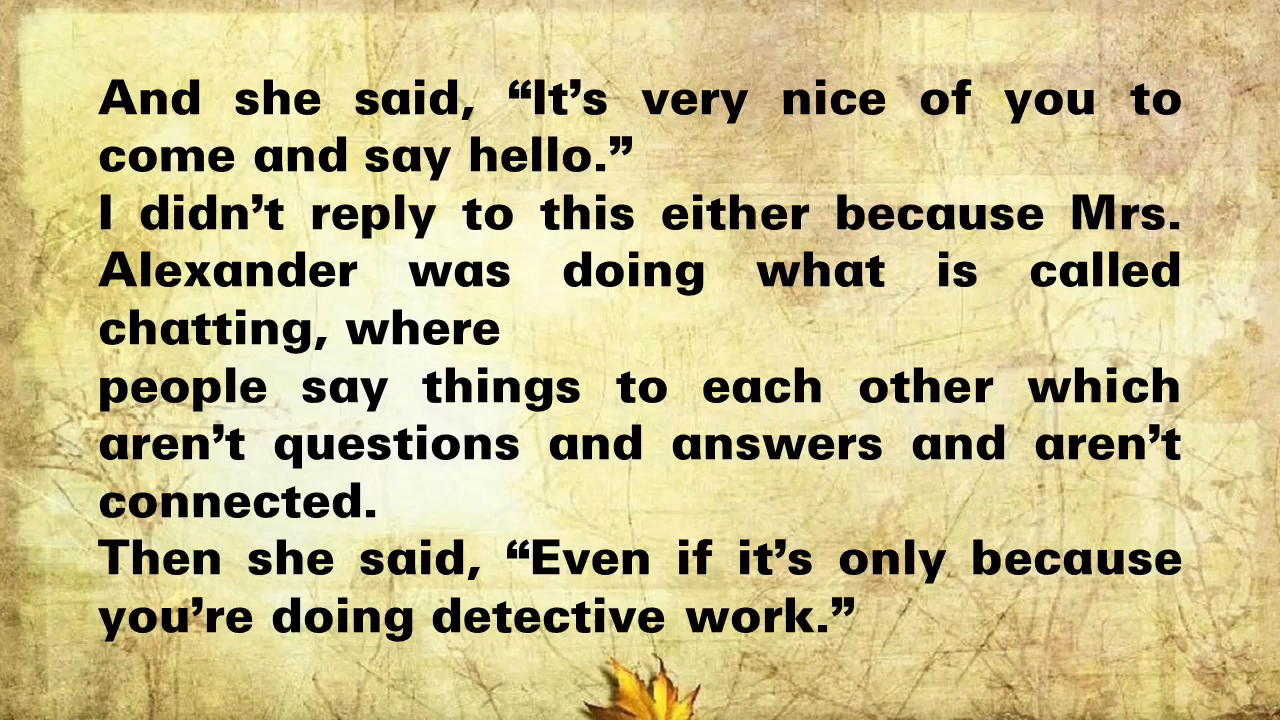 And she said, “It’s very nice of you to
come and say hello.”
I didn’t reply to this either because Mrs.
Alexander was doing what is called
chatting, where
people say things to each other which
aren’t questions and answers and aren’t
connected.
Then she said, “Even if it’s only because
you’re doing detective work.”